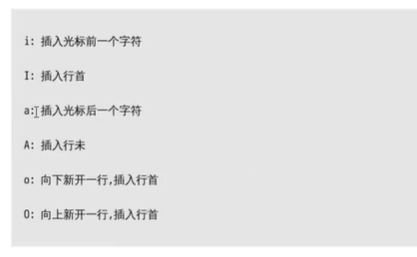 i: 插入光标前一个字符
I: 插入行首
a: 插入光标后一个字符
A: 插入行未
o: 向下新开一行,插入行首
O: 向上新开一行,插入行首